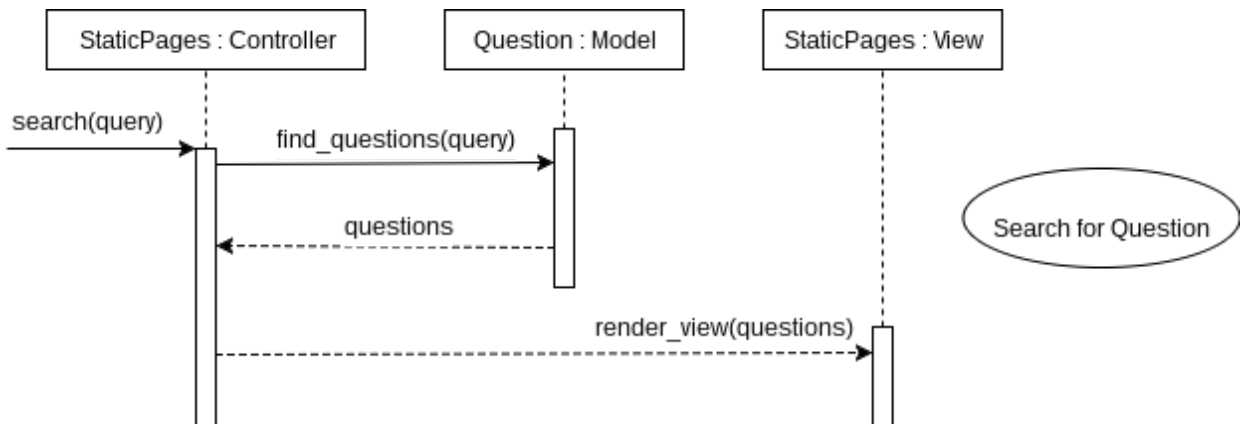 StaticPages : Controller
Question : Model
StaticPages : View
search(query)
find_questions(query)
questions
Search for Question
render_view(questions)